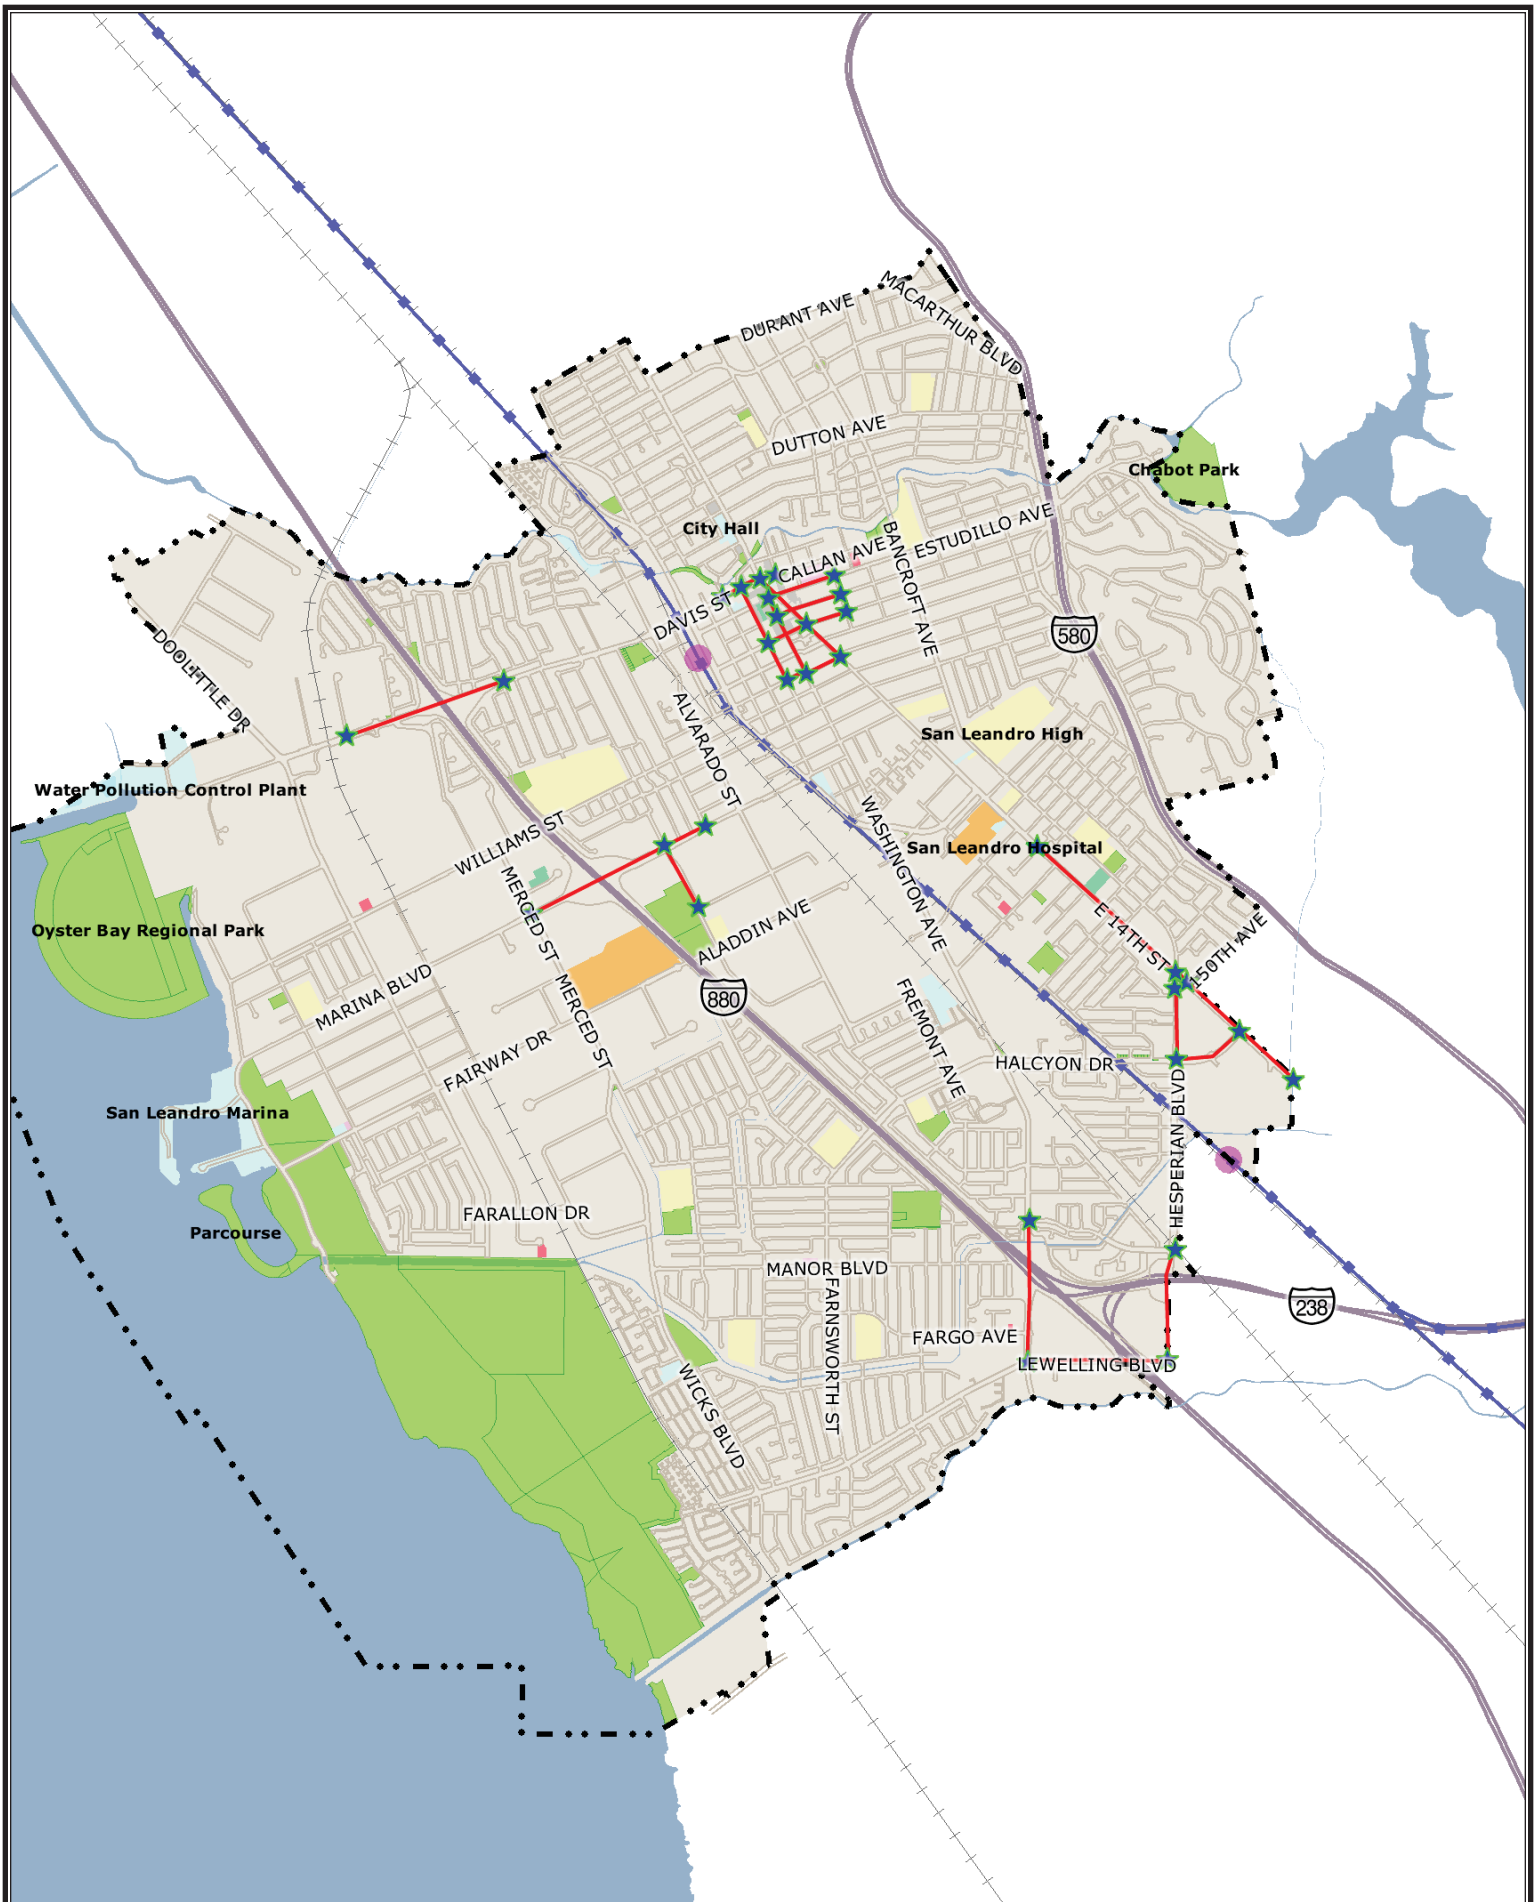 DURANT AVE
MACARTHUR BLVD
DUTTON AVE
Chabot Park
City Hall
ESTUDILLO AVE
CALLAN AVE
BANCROFT AVE
DAVIS ST
580
DOOLITTLE DR
ALVARADO ST
San Leandro High
Water Pollution Control Plant
WILLIAMS ST
WASHINGTON AVE
San Leandro Hospital
MERCED ST
Oyster Bay Regional Park
ALADDIN AVE
E 14TH ST
150TH AVE
MARINA BLVD
880
MERCED ST
FREMONT AVE
FAIRWAY DR
HALCYON DR
San Leandro Marina
HESPERIAN BLVD
FARALLON DR
Parcourse
MANOR BLVD
FARNSWORTH ST
238
FARGO AVE
LEWELLING BLVD
WICKS BLVD